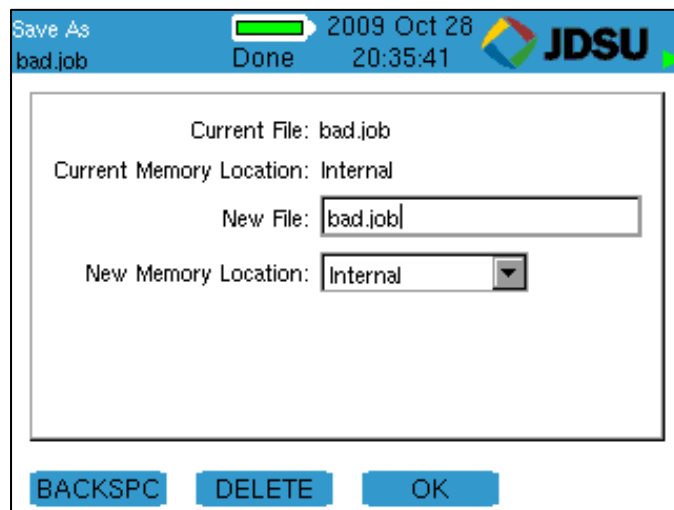 Save As
2009 Oct 28
JDSU
bad.job
Done
20:35:41
Current File: bad.job
Current Memory Location: Internal
New File: bad.job
New Memory Location: Internal
BACKSPC DELETE OK